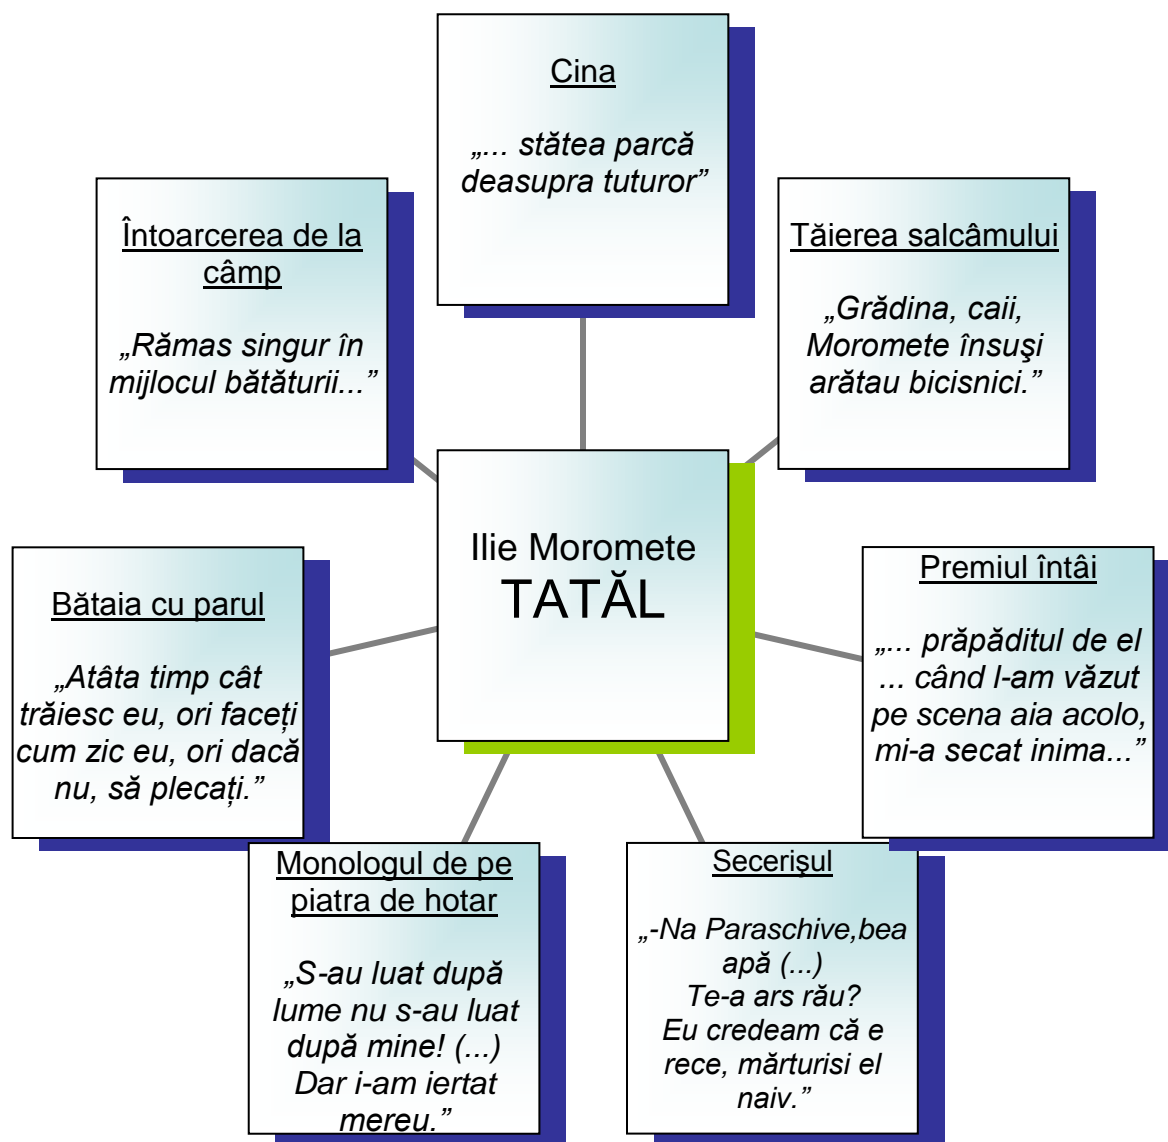 Cina
„... stătea parcă
deasupra tuturor”
Întoarcerea de la
câmp
„Rămas singur în
mijlocul bătăturii...”
Tăierea salcâmului
„Grădina, caii,
Moromete însuşi
arătau bicisnici.”
Ilie Moromete
TATĂL
Bătaia cu parul
„Atâta timp cât
trăiesc eu, ori faceți
cum zic eu, ori dacă
nu, să plecați.”
Premiul întâi
„... prăpăditul de el
... când l-am văzut
pe scena aia acolo,
mi-a secat inima...”
Monologul de pe
piatra de hotar
„S-au luat după
lume nu s-au luat
după mine! (...)
Dar i-am iertat
mereu.”
Secerişul
„-Na Paraschive,bea
apă (...)
Te-a ars rău?
Eu credeam că e
rece, mărturisi el
naiv.”